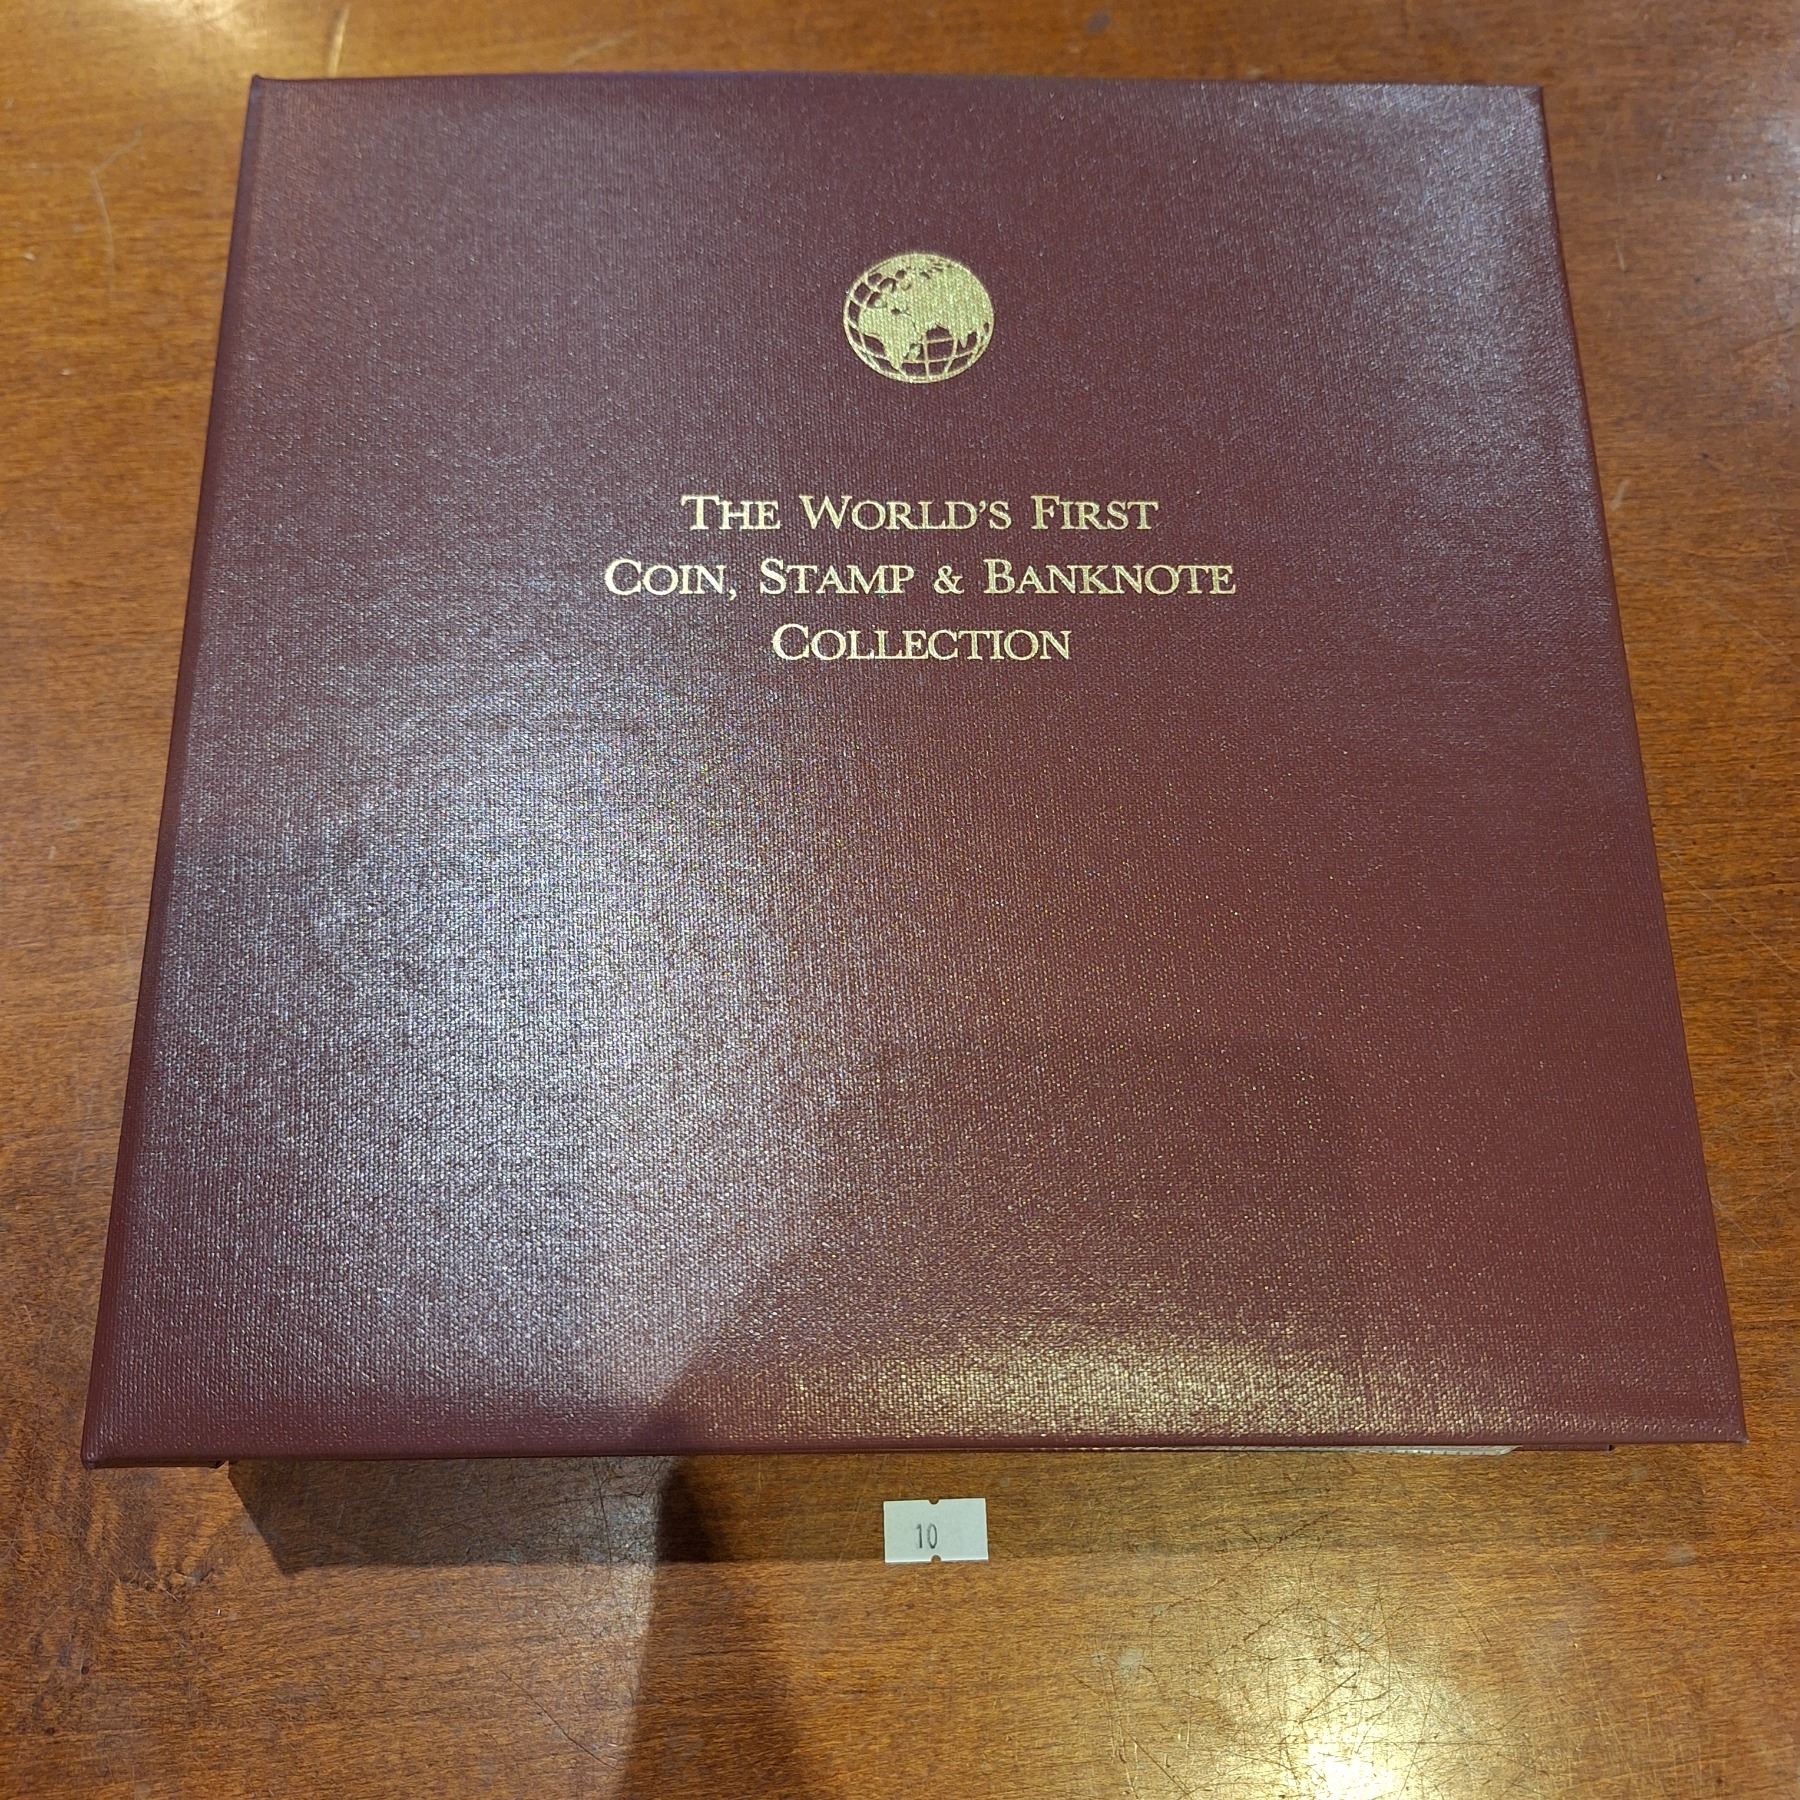 The World's First
Coin, Stamp & Banknote
Collection
10